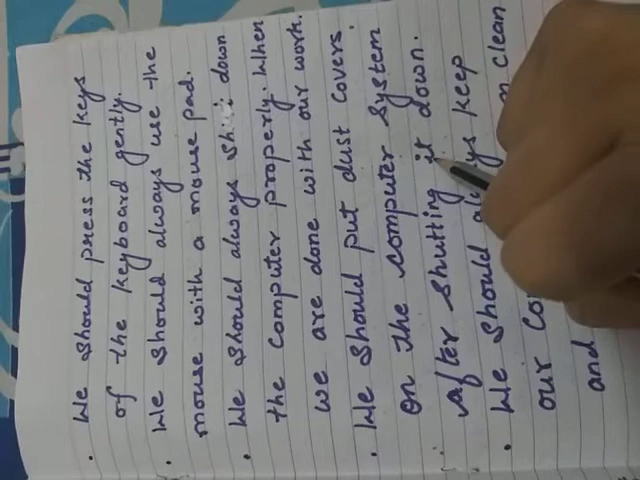 • We should press the keys
of the keyboard gently.
• We should always use the
mouse with a mouse pad.
• We should always down
the computer properly. When
we are done with our work.
• We should put dust covers.
on the computer system
after shutting it down.
• We should keep
our clean
and